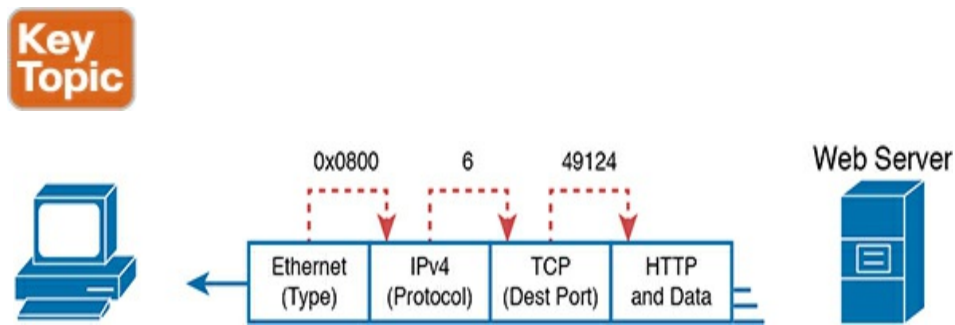 Key
Topic
0x0800
6
49124
Web Server
Ethernet
(Type)
IPv4
(Protocol)
TCP
(Dest Port)
HTTP
and Data